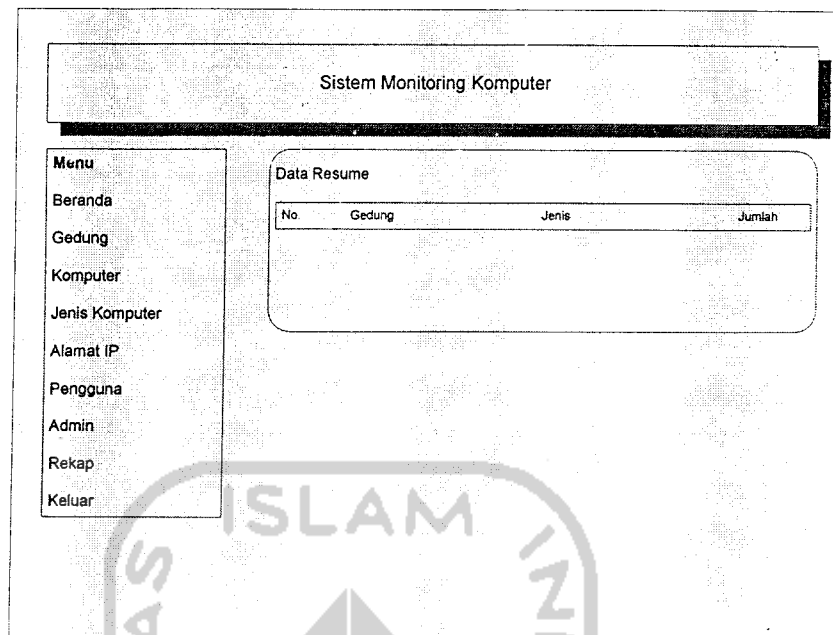 Sistem Monitoring Komputer
Menu
Beranda
Gedung
Komputer
Jenis Komputer
Alamat IP
Pengguna
Admin
Rekap
Keluar
Data Resume
No. Gedung Jenis Jumlah
ISLAM